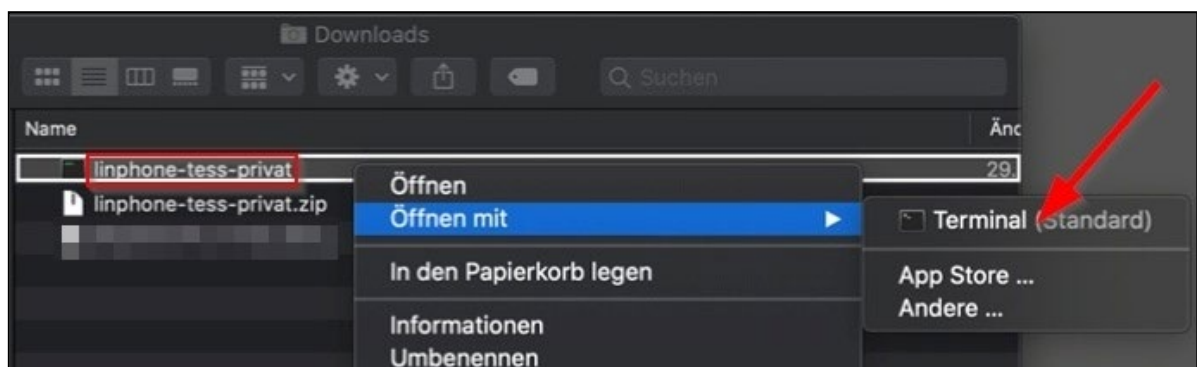 Downloads
Suchen
Name
Änd
linphone-tess-privat
29.
linphone-tess-privat.zip
Öffnen
Öffnen mit
In den Papierkorb legen
Informationen
Umbenennen
Terminal (Standard)
App Store ...
Andere ...